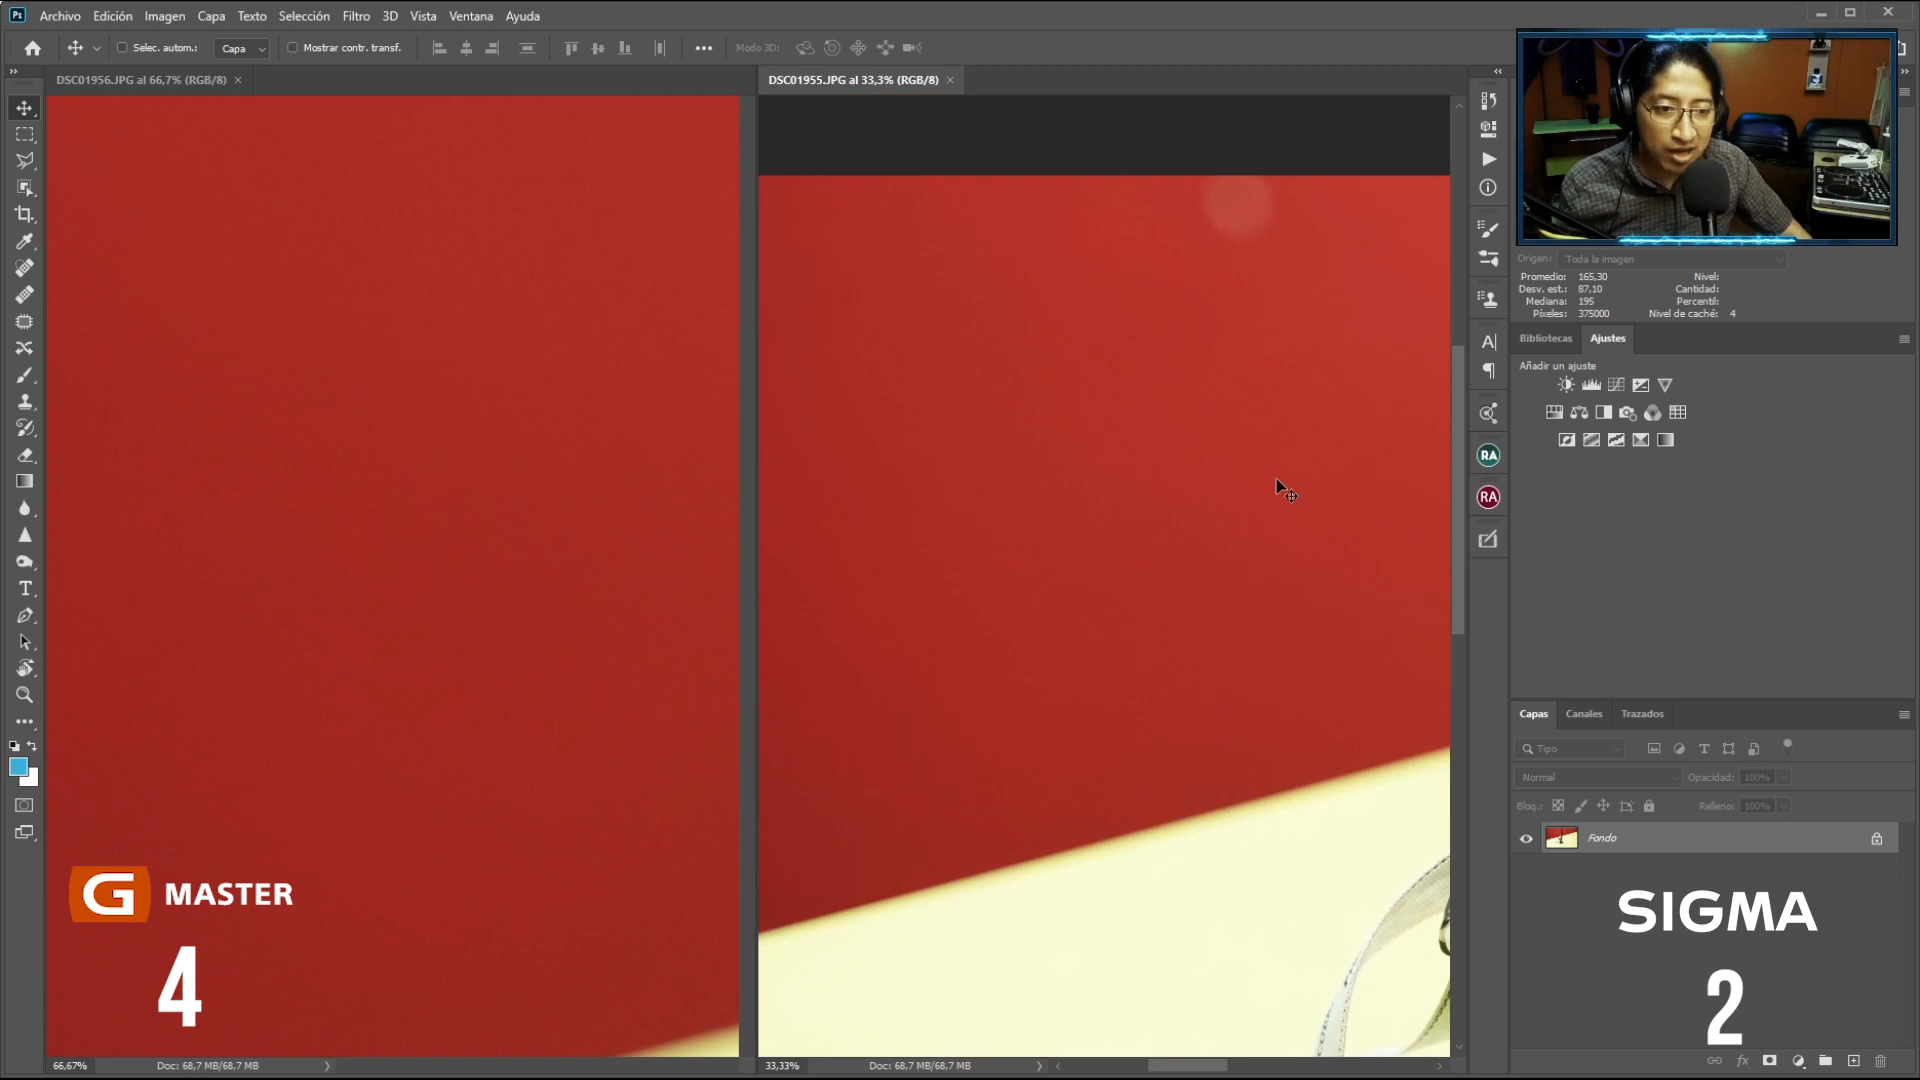 Ps Archivo Edición Imagen Capa Texto Selección Filtro 3D Vista Ventana Ayuda
Selec. autom.: Capa Mostrar contr. transf. Modo 3D:
DSC01956.JPG al 66,7% (RGB/8) ×
DSC01955.JPG al 33,3% (RGB/8) ×
Origen: Toda la imagen
Promedio: 165,30 Nivel:
Desv. est.: 87,10 Cantidad:
Mediana: 195 Percentil:
Píxeles: 375000 Nivel de caché: 4
Bibliotecas Ajustes
Añadir un ajuste
RA
RA
Capas Canales Trazados
Tipo
Normal Opacidad: 100%
Bloq.: Relleno: 100%
Fondo
G MASTER
4
SIGMA
2
66,67% Doc: 68,7 MB/68,7 MB
33,33% Doc: 68,7 MB/68,7 MB
fx